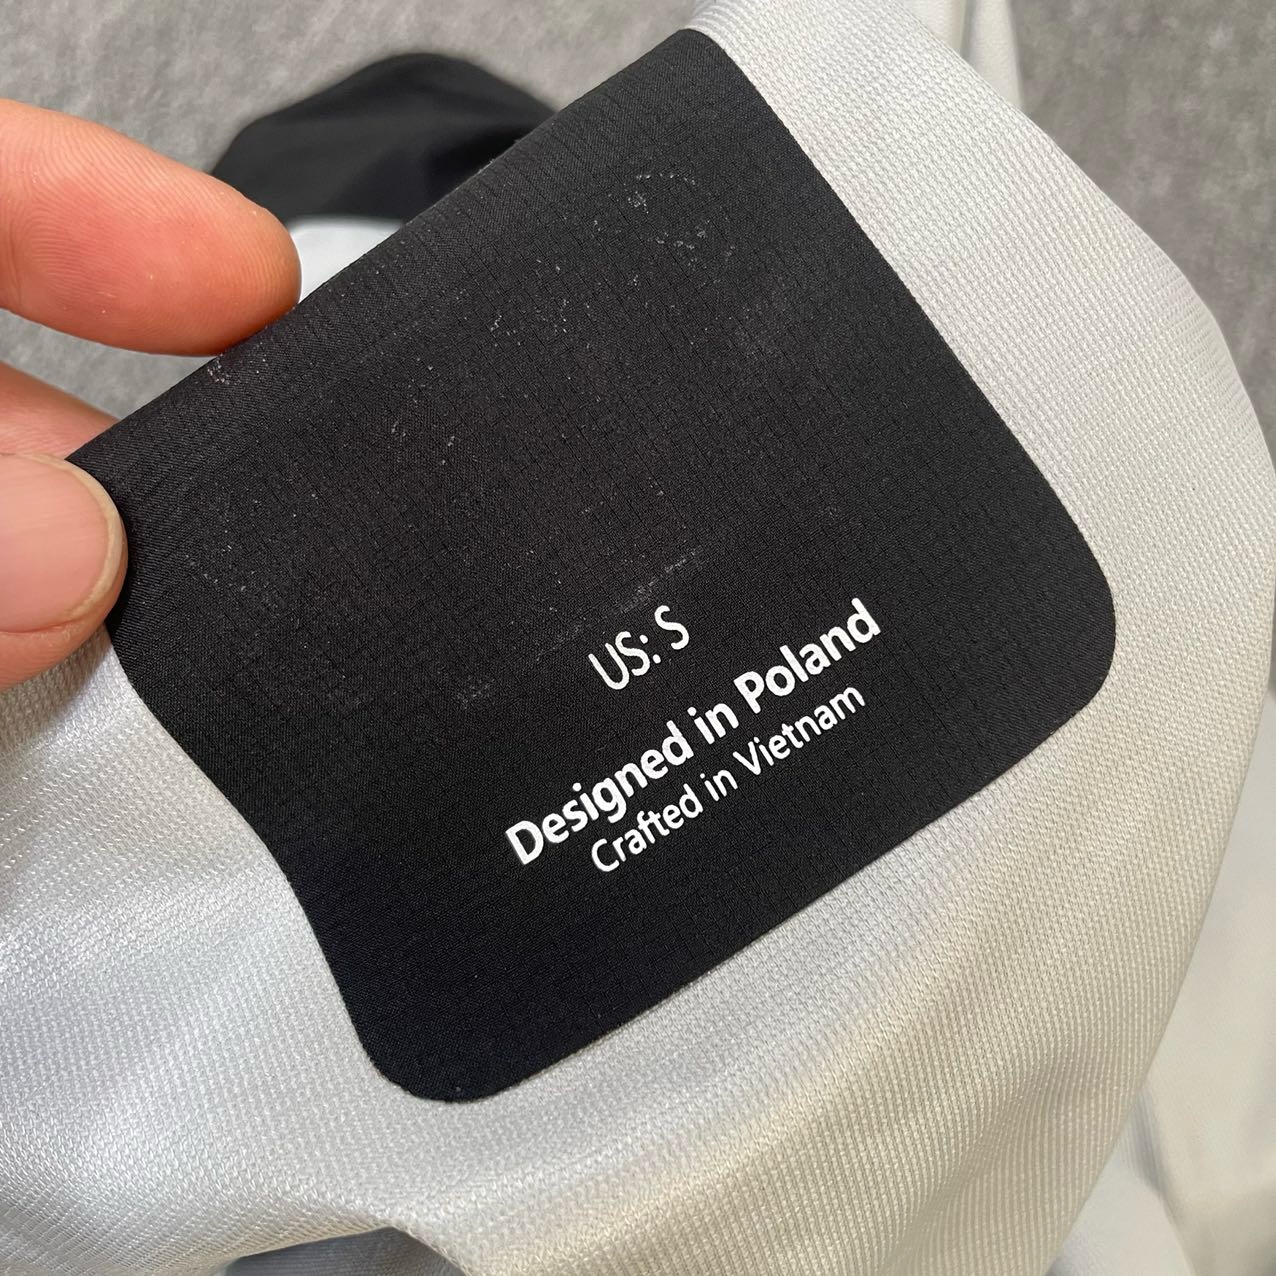 US: S
Designed in Poland
Crafted in Vietnam